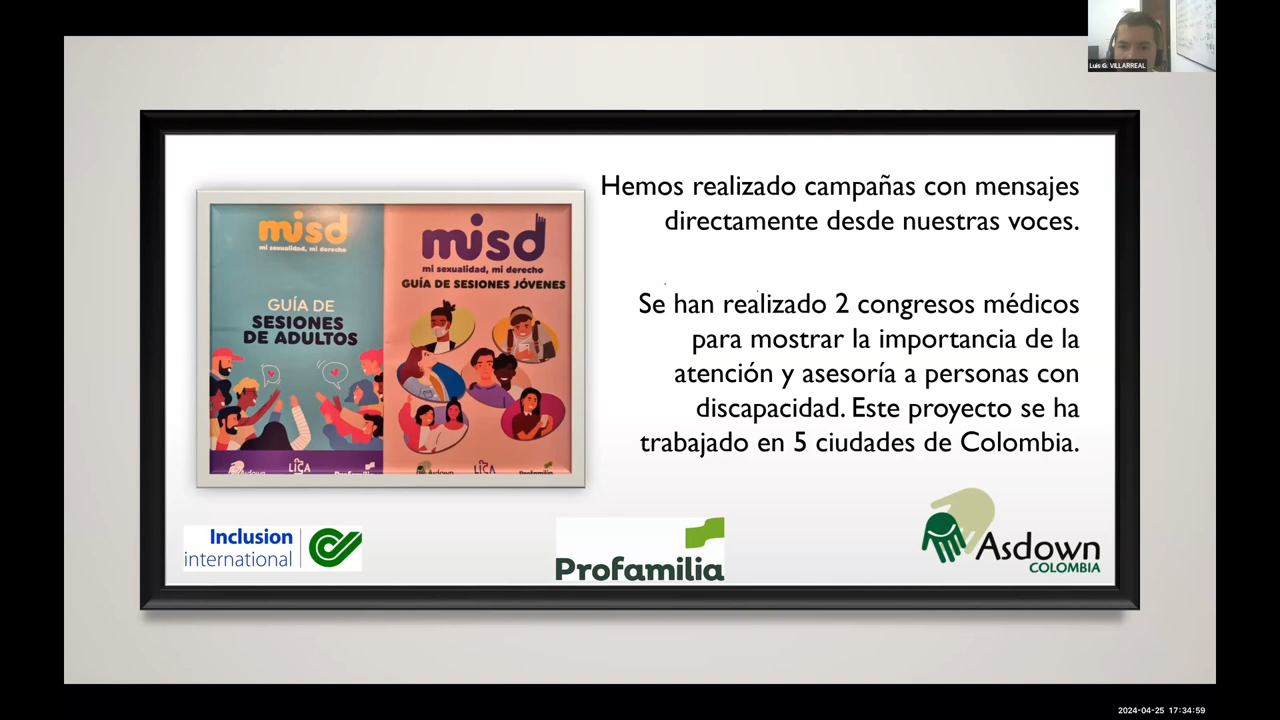 Luis G. VILLARREAL
misd
mi sexualidad, mi derecho
GUÍA DE
SESIONES
DE ADULTOS
misd
mi sexualidad, mi derecho
GUÍA DE SESIONES JÓVENES
Asdown
LICA
Profamilia
Hemos realizado campañas con mensajes
directamente desde nuestras voces.
Se han realizado 2 congresos médicos
para mostrar la importancia de la
atención y asesoría a personas con
discapacidad. Este proyecto se ha
trabajado en 5 ciudades de Colombia.
Inclusion
international
Profamilia
Asdown
COLOMBIA
2024-04-25 17:34:59